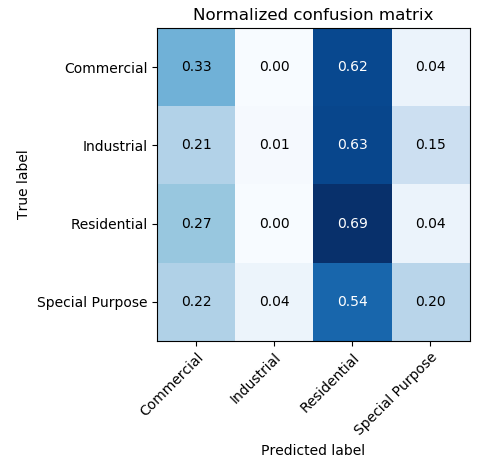 Normalized confusion matrix
Commercial 0.33 0.00 0.62 0.04
Industrial 0.21 0.01 0.63 0.15
Residential 0.27 0.00 0.69 0.04
Special Purpose 0.22 0.04 0.54 0.20
True label
Commercial Industrial Residential Special Purpose
Predicted label